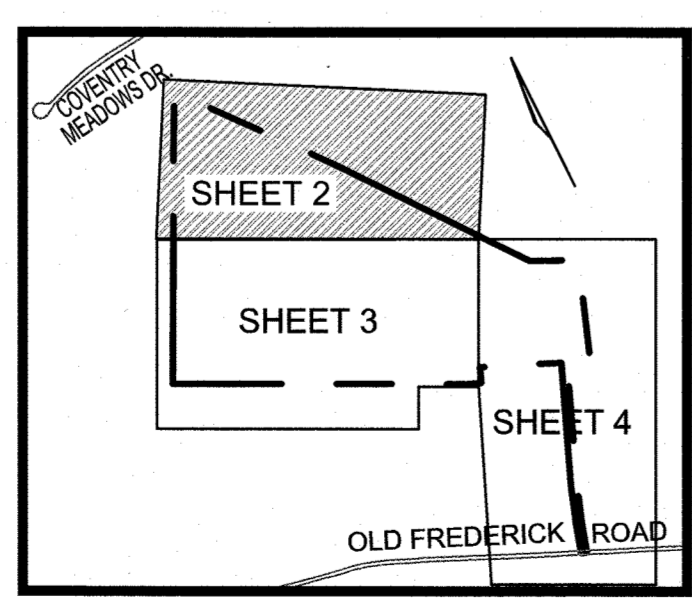 COVENTRY
MEADOWS DR.
SHEET 2
SHEET 3
SHEET 4
OLD FREDERICK ROAD